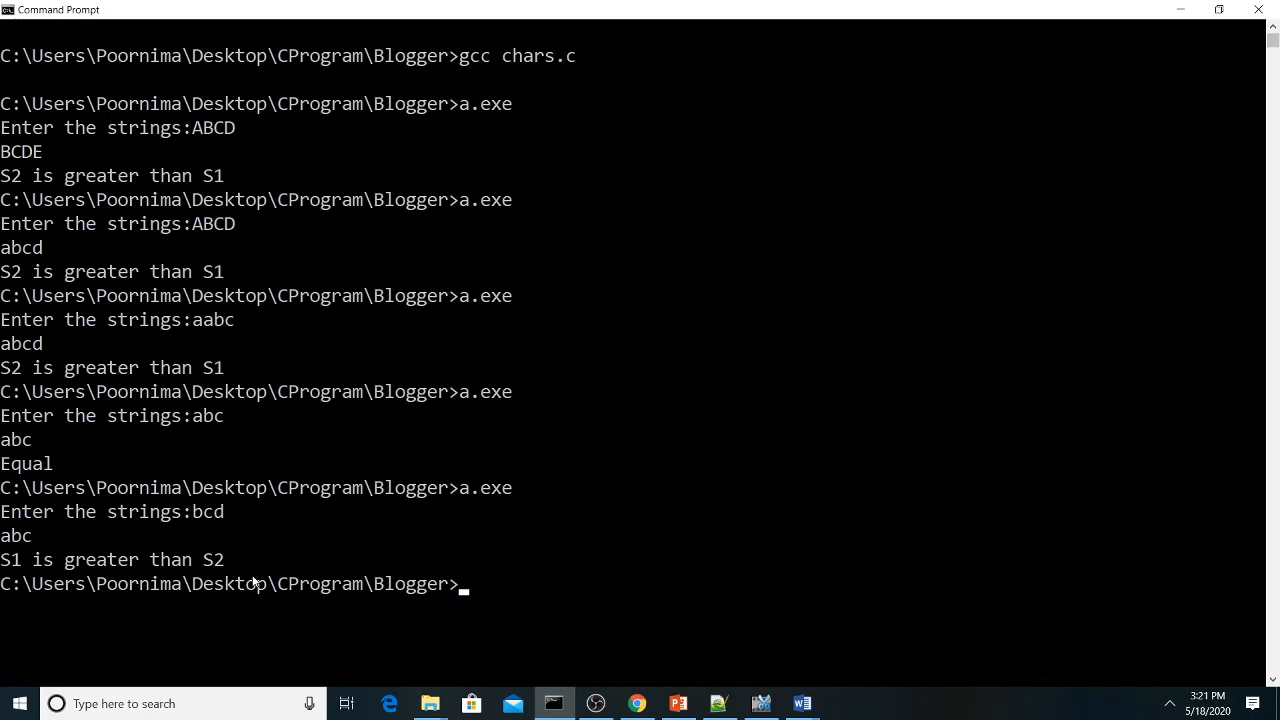 Command Prompt
C:\Users\Poornima\Desktop\CProgram\Blogger>gcc chars.c
C:\Users\Poornima\Desktop\CProgram\Blogger>a.exe
Enter the strings:ABCD
BCDE
S2 is greater than S1
C:\Users\Poornima\Desktop\CProgram\Blogger>a.exe
Enter the strings:ABCD
abcd
S2 is greater than S1
C:\Users\Poornima\Desktop\CProgram\Blogger>a.exe
Enter the strings:aabc
abcd
S2 is greater than S1
C:\Users\Poornima\Desktop\CProgram\Blogger>a.exe
Enter the strings:abc
abc
Equal
C:\Users\Poornima\Desktop\CProgram\Blogger>a.exe
Enter the strings:bcd
abc
S1 is greater than S2
C:\Users\Poornima\Desktop\CProgram\Blogger>
Type here to search
3:21 PM
5/18/2020